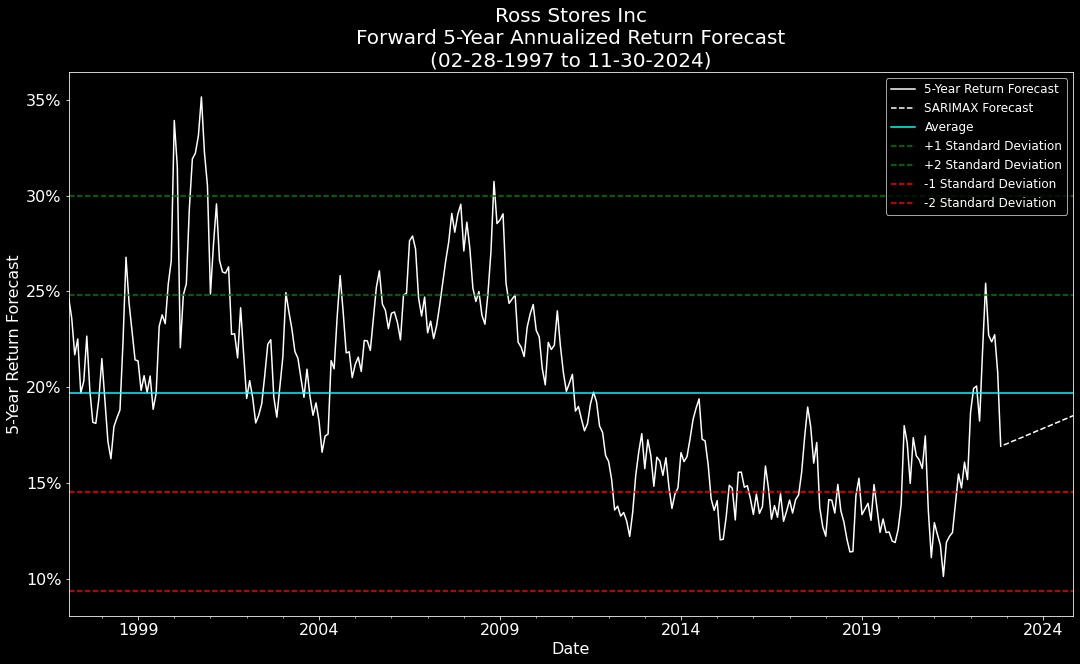 Ross Stores Inc
Forward 5-Year Annualized Return Forecast
(02-28-1997 to 11-30-2024)
5-Year Return Forecast
SARIMAX Forecast
Average
+1 Standard Deviation
+2 Standard Deviation
-1 Standard Deviation
-2 Standard Deviation
5-Year Return Forecast
35%
30%
25%
20%
15%
10%
1999 2004 2009 2014 2019 2024
Date